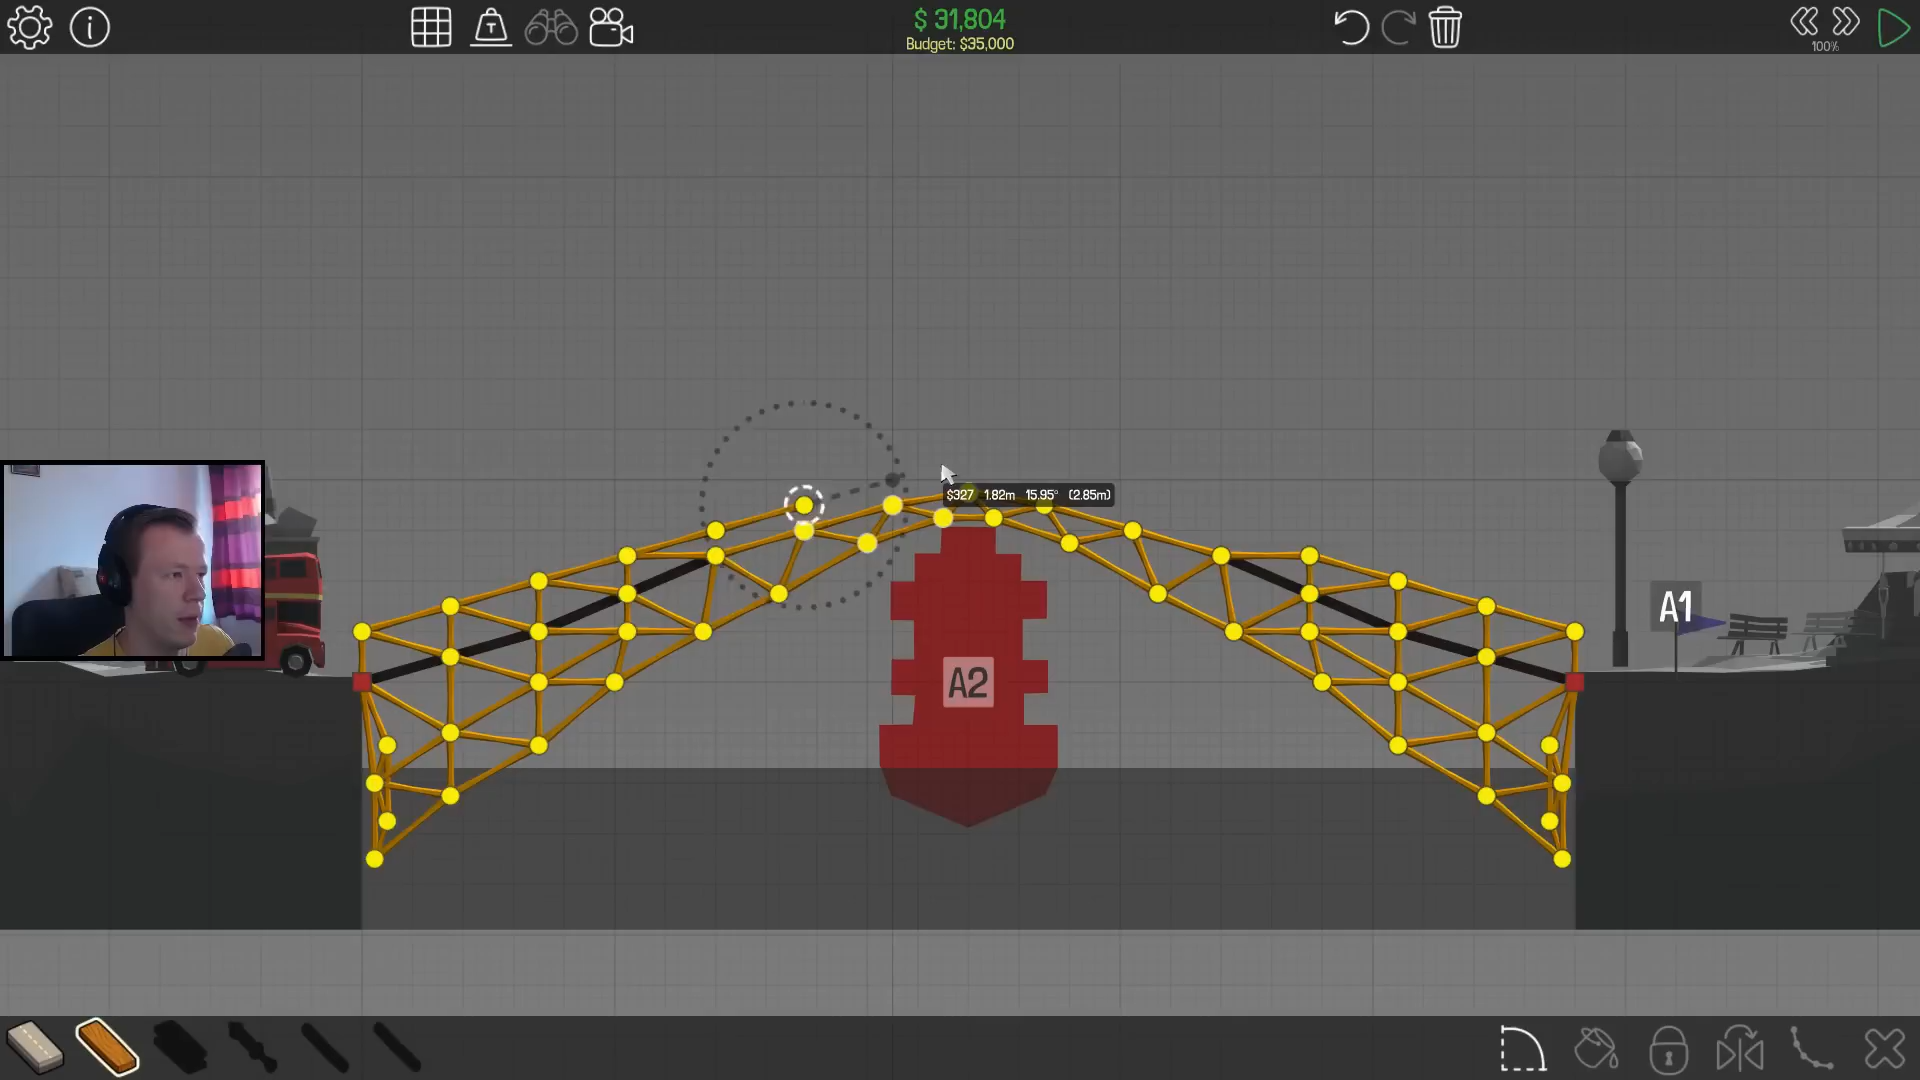 $ 31,804
Budget: $35,000
100%
$327 1.82m 15.95° (2.85m)
A1
A2